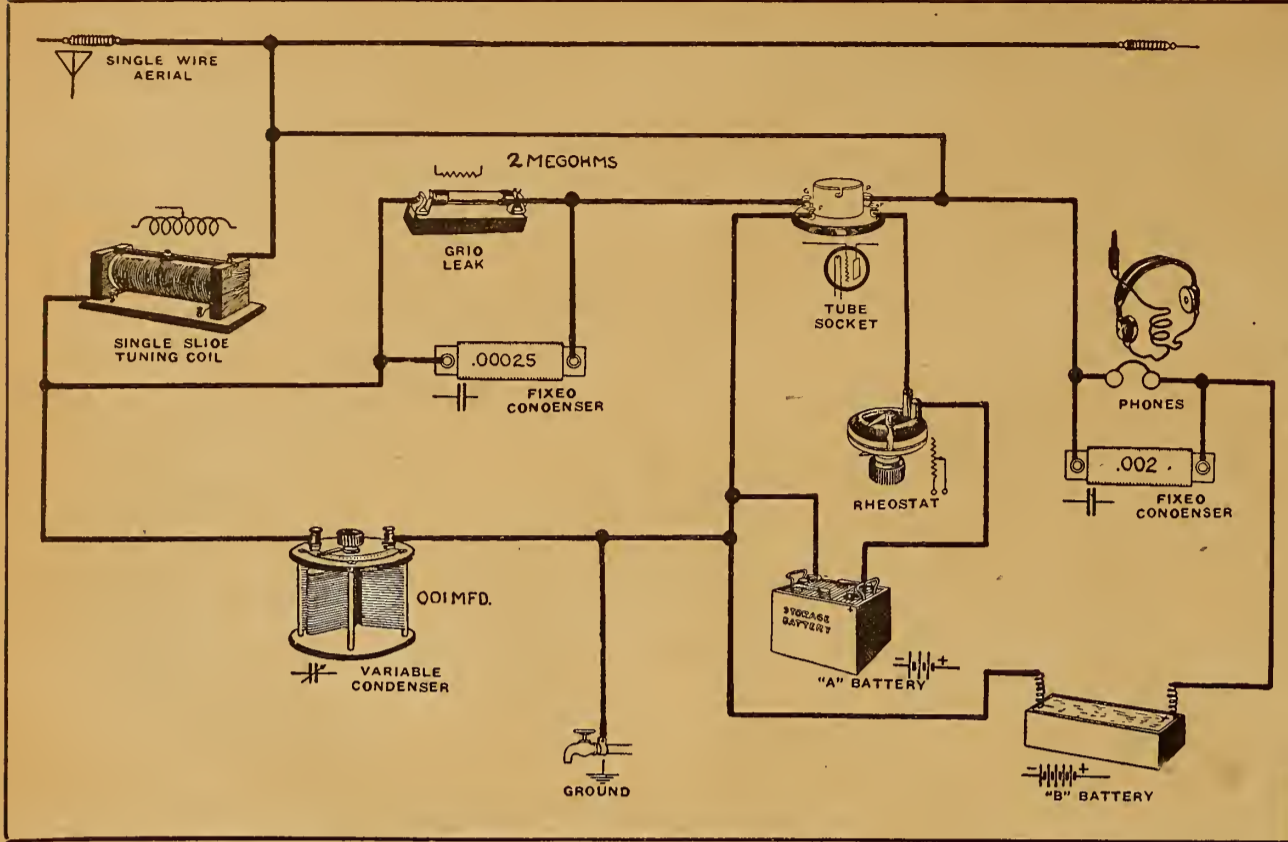 SINGLE WIRE
AERIAL
2 MEGOHMS
GRIO
LEAK
SINGLE SLIOE
TUNING COIL
.00025
FIXEO
CONOENSER
TUBE
SOCKET
PHONES
.002
FIXEO
CONOENSER
RHEOSTAT
.001 MFD.
VARIABLE
CONDENSER
STORAGE
BATTERY
"A" BATTERY
GROUND
"B" BATTERY